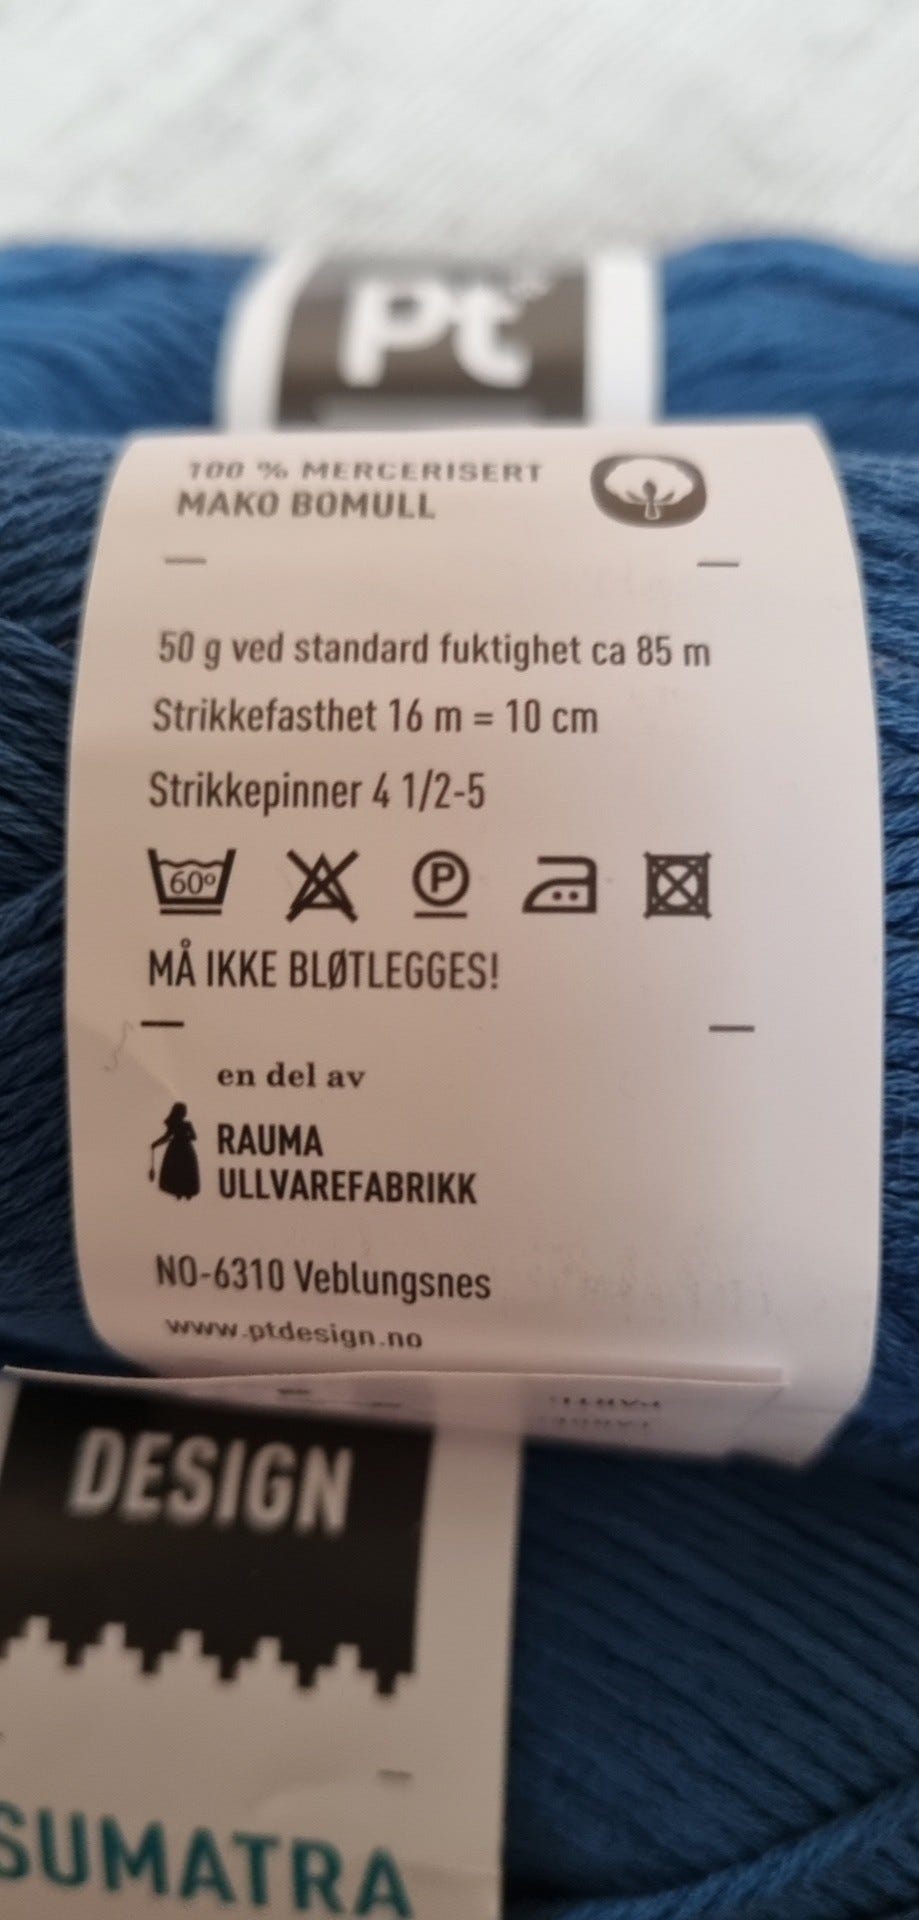 Pt
100 % MERCERISERT
MAKO BOMULL
50 g ved standard fuktighet ca 85 m
Strikkefasthet 16 m = 10 cm
Strikkepinner 4 1/2-5
60°
P
MÅ IKKE BLØTLEGGES!
en del av
RAUMA
ULLVAREFABRIKK
NO-6310 Veblungsnes
www.ptdesign.no
DESIGN
SUMATRA